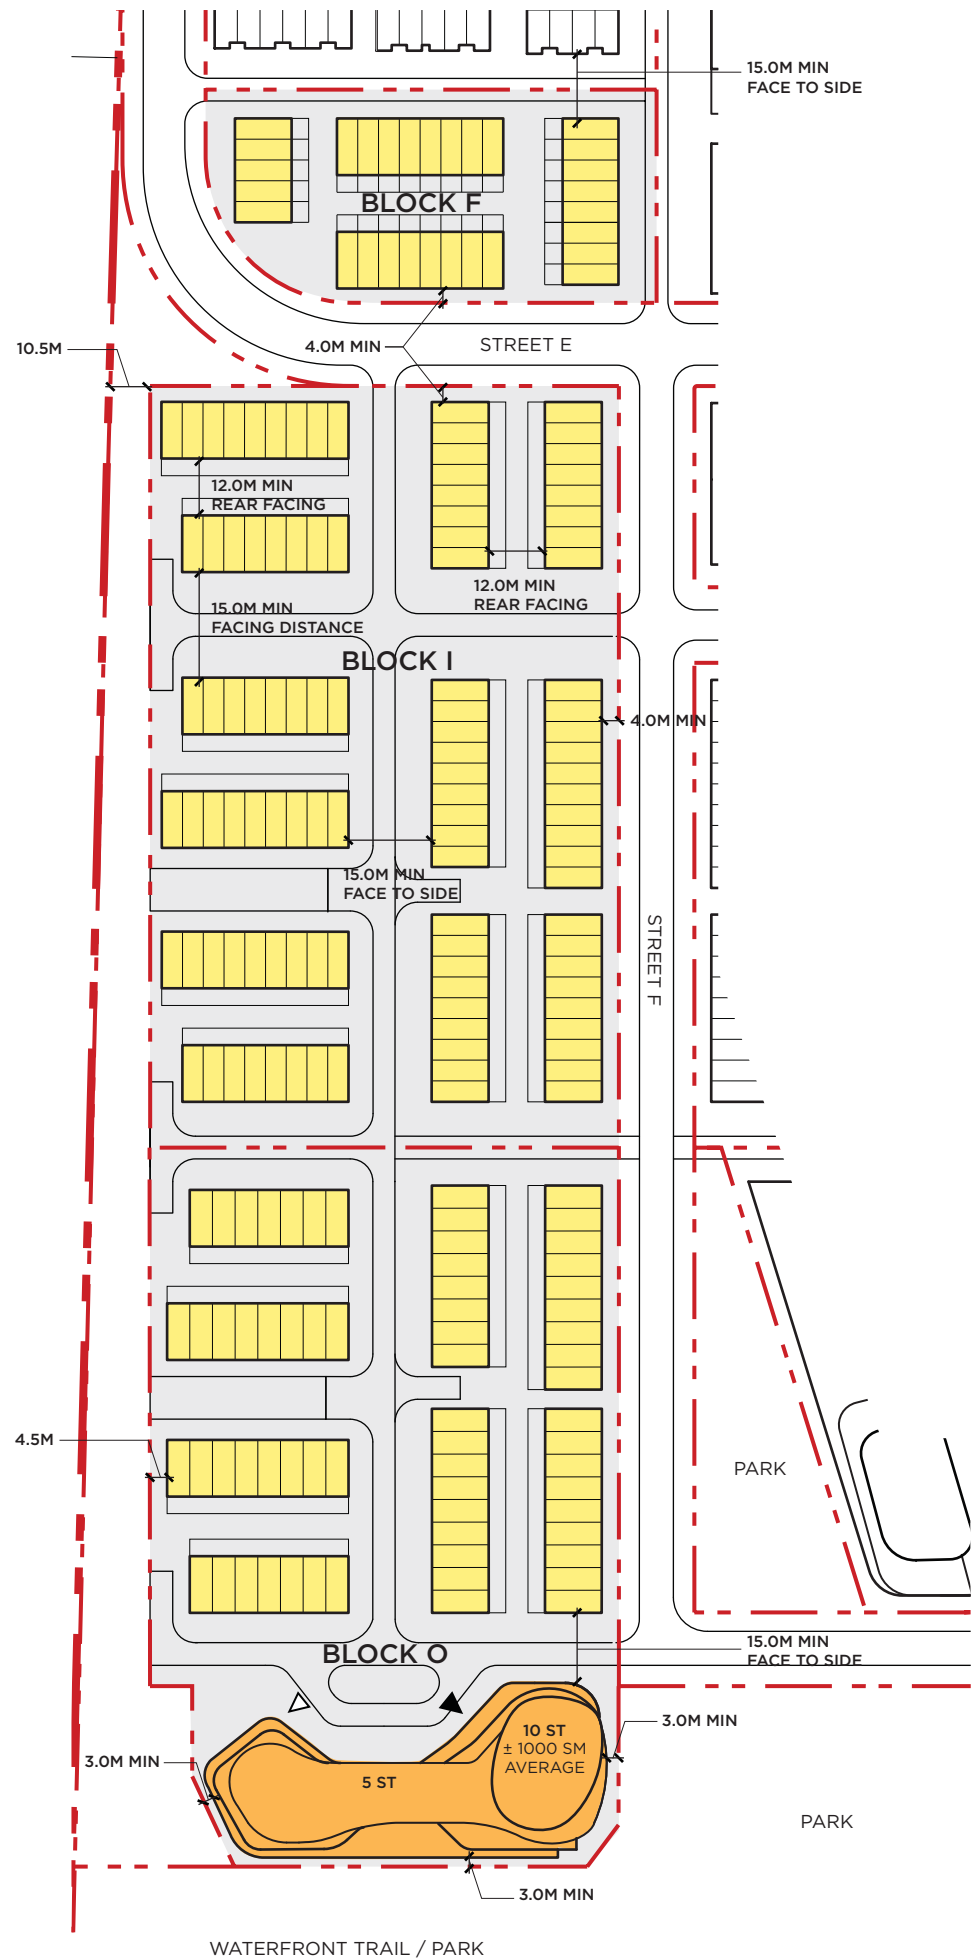 15.0M MIN
FACE TO SIDE
BLOCK F
10.5M
4.0M MIN
STREET E
12.0M MIN
REAR FACING
12.0M MIN
REAR FACING
15.0M MIN
FACING DISTANCE
BLOCK I
4.0M MIN
15.0M MIN
FACE TO SIDE
STREET F
4.5M
PARK
BLOCK O
15.0M MIN
FACE TO SIDE
3.0M MIN
10 ST
± 1000 SM
AVERAGE
3.0M MIN
5 ST
PARK
3.0M MIN
WATERFRONT TRAIL / PARK